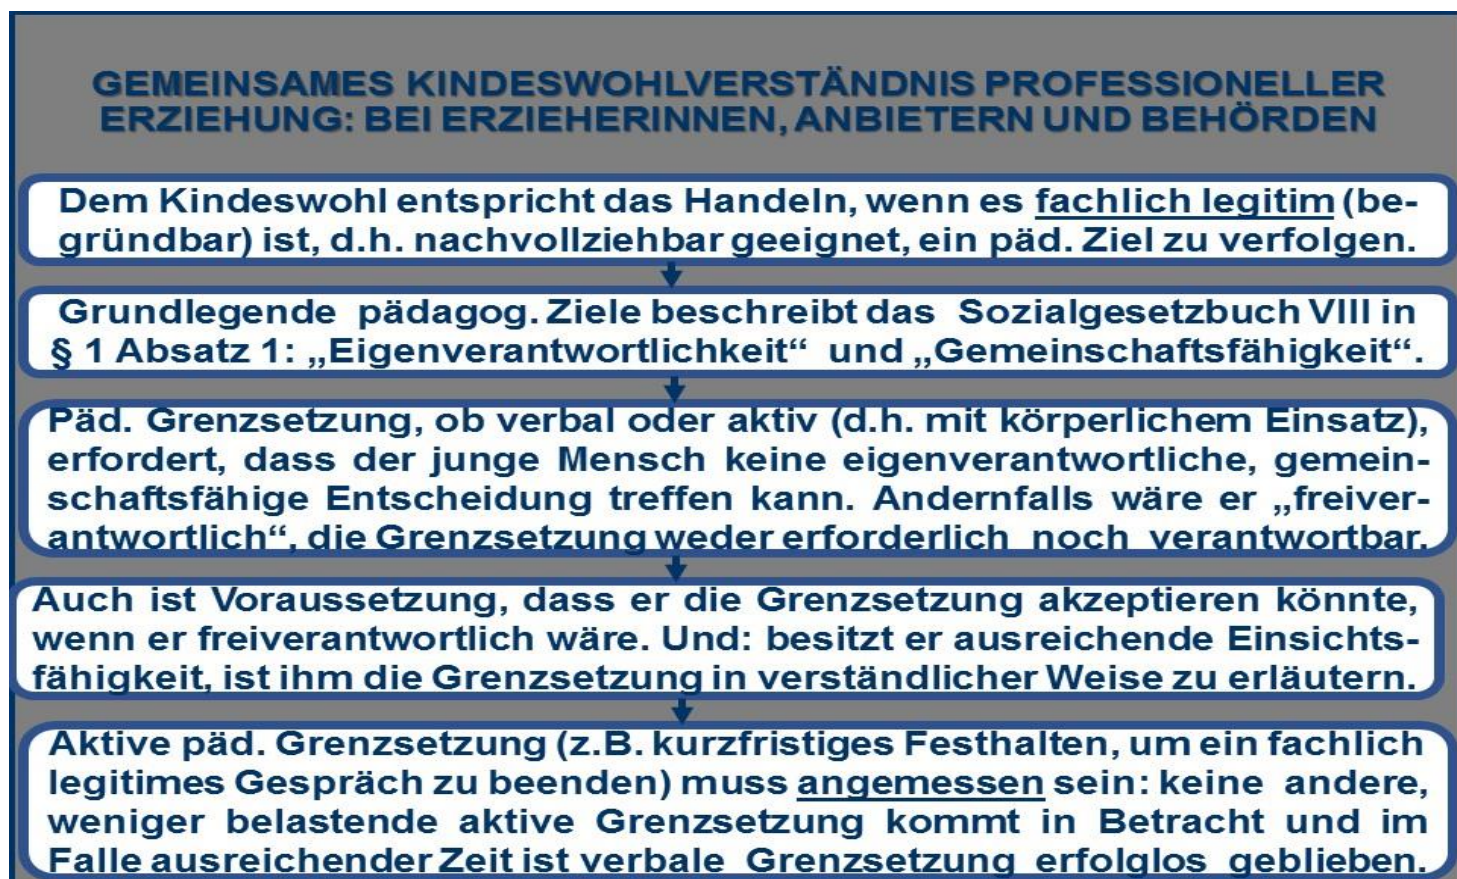 GEMEINSAMES KINDESWOHLVERSTÄNDNIS PROFESSIONELLER
ERZIEHUNG: BEI ERZIEHERINNEN, ANBIETERN UND BEHÖRDEN
Dem Kindeswohl entspricht das Handeln, wenn es fachlich legitim (be-
gründbar) ist, d.h. nachvollziehbar geeignet, ein päd. Ziel zu verfolgen.
Grundlegende pädagog. Ziele beschreibt das Sozialgesetzbuch VIII in
§ 1 Absatz 1: „Eigenverantwortlichkeit“ und „Gemeinschaftsfähigkeit“.
Päd. Grenzsetzung, ob verbal oder aktiv (d.h. mit körperlichem Einsatz),
erfordert, dass der junge Mensch keine eigenverantwortliche, gemein-
schaftsfähige Entscheidung treffen kann. Andernfalls wäre er „freiver-
antwortlich“, die Grenzsetzung weder erforderlich noch verantwortbar.
Auch ist Voraussetzung, dass er die Grenzsetzung akzeptieren könnte,
wenn er freiverantwortlich wäre. Und: besitzt er ausreichende Einsichts-
fähigkeit, ist ihm die Grenzsetzung in verständlicher Weise zu erläutern.
Aktive päd. Grenzsetzung (z.B. kurzfristiges Festhalten, um ein fachlich
legitimes Gespräch zu beenden) muss angemessen sein: keine andere,
weniger belastende aktive Grenzsetzung kommt in Betracht und im
Falle ausreichender Zeit ist verbale Grenzsetzung erfolglos geblieben.